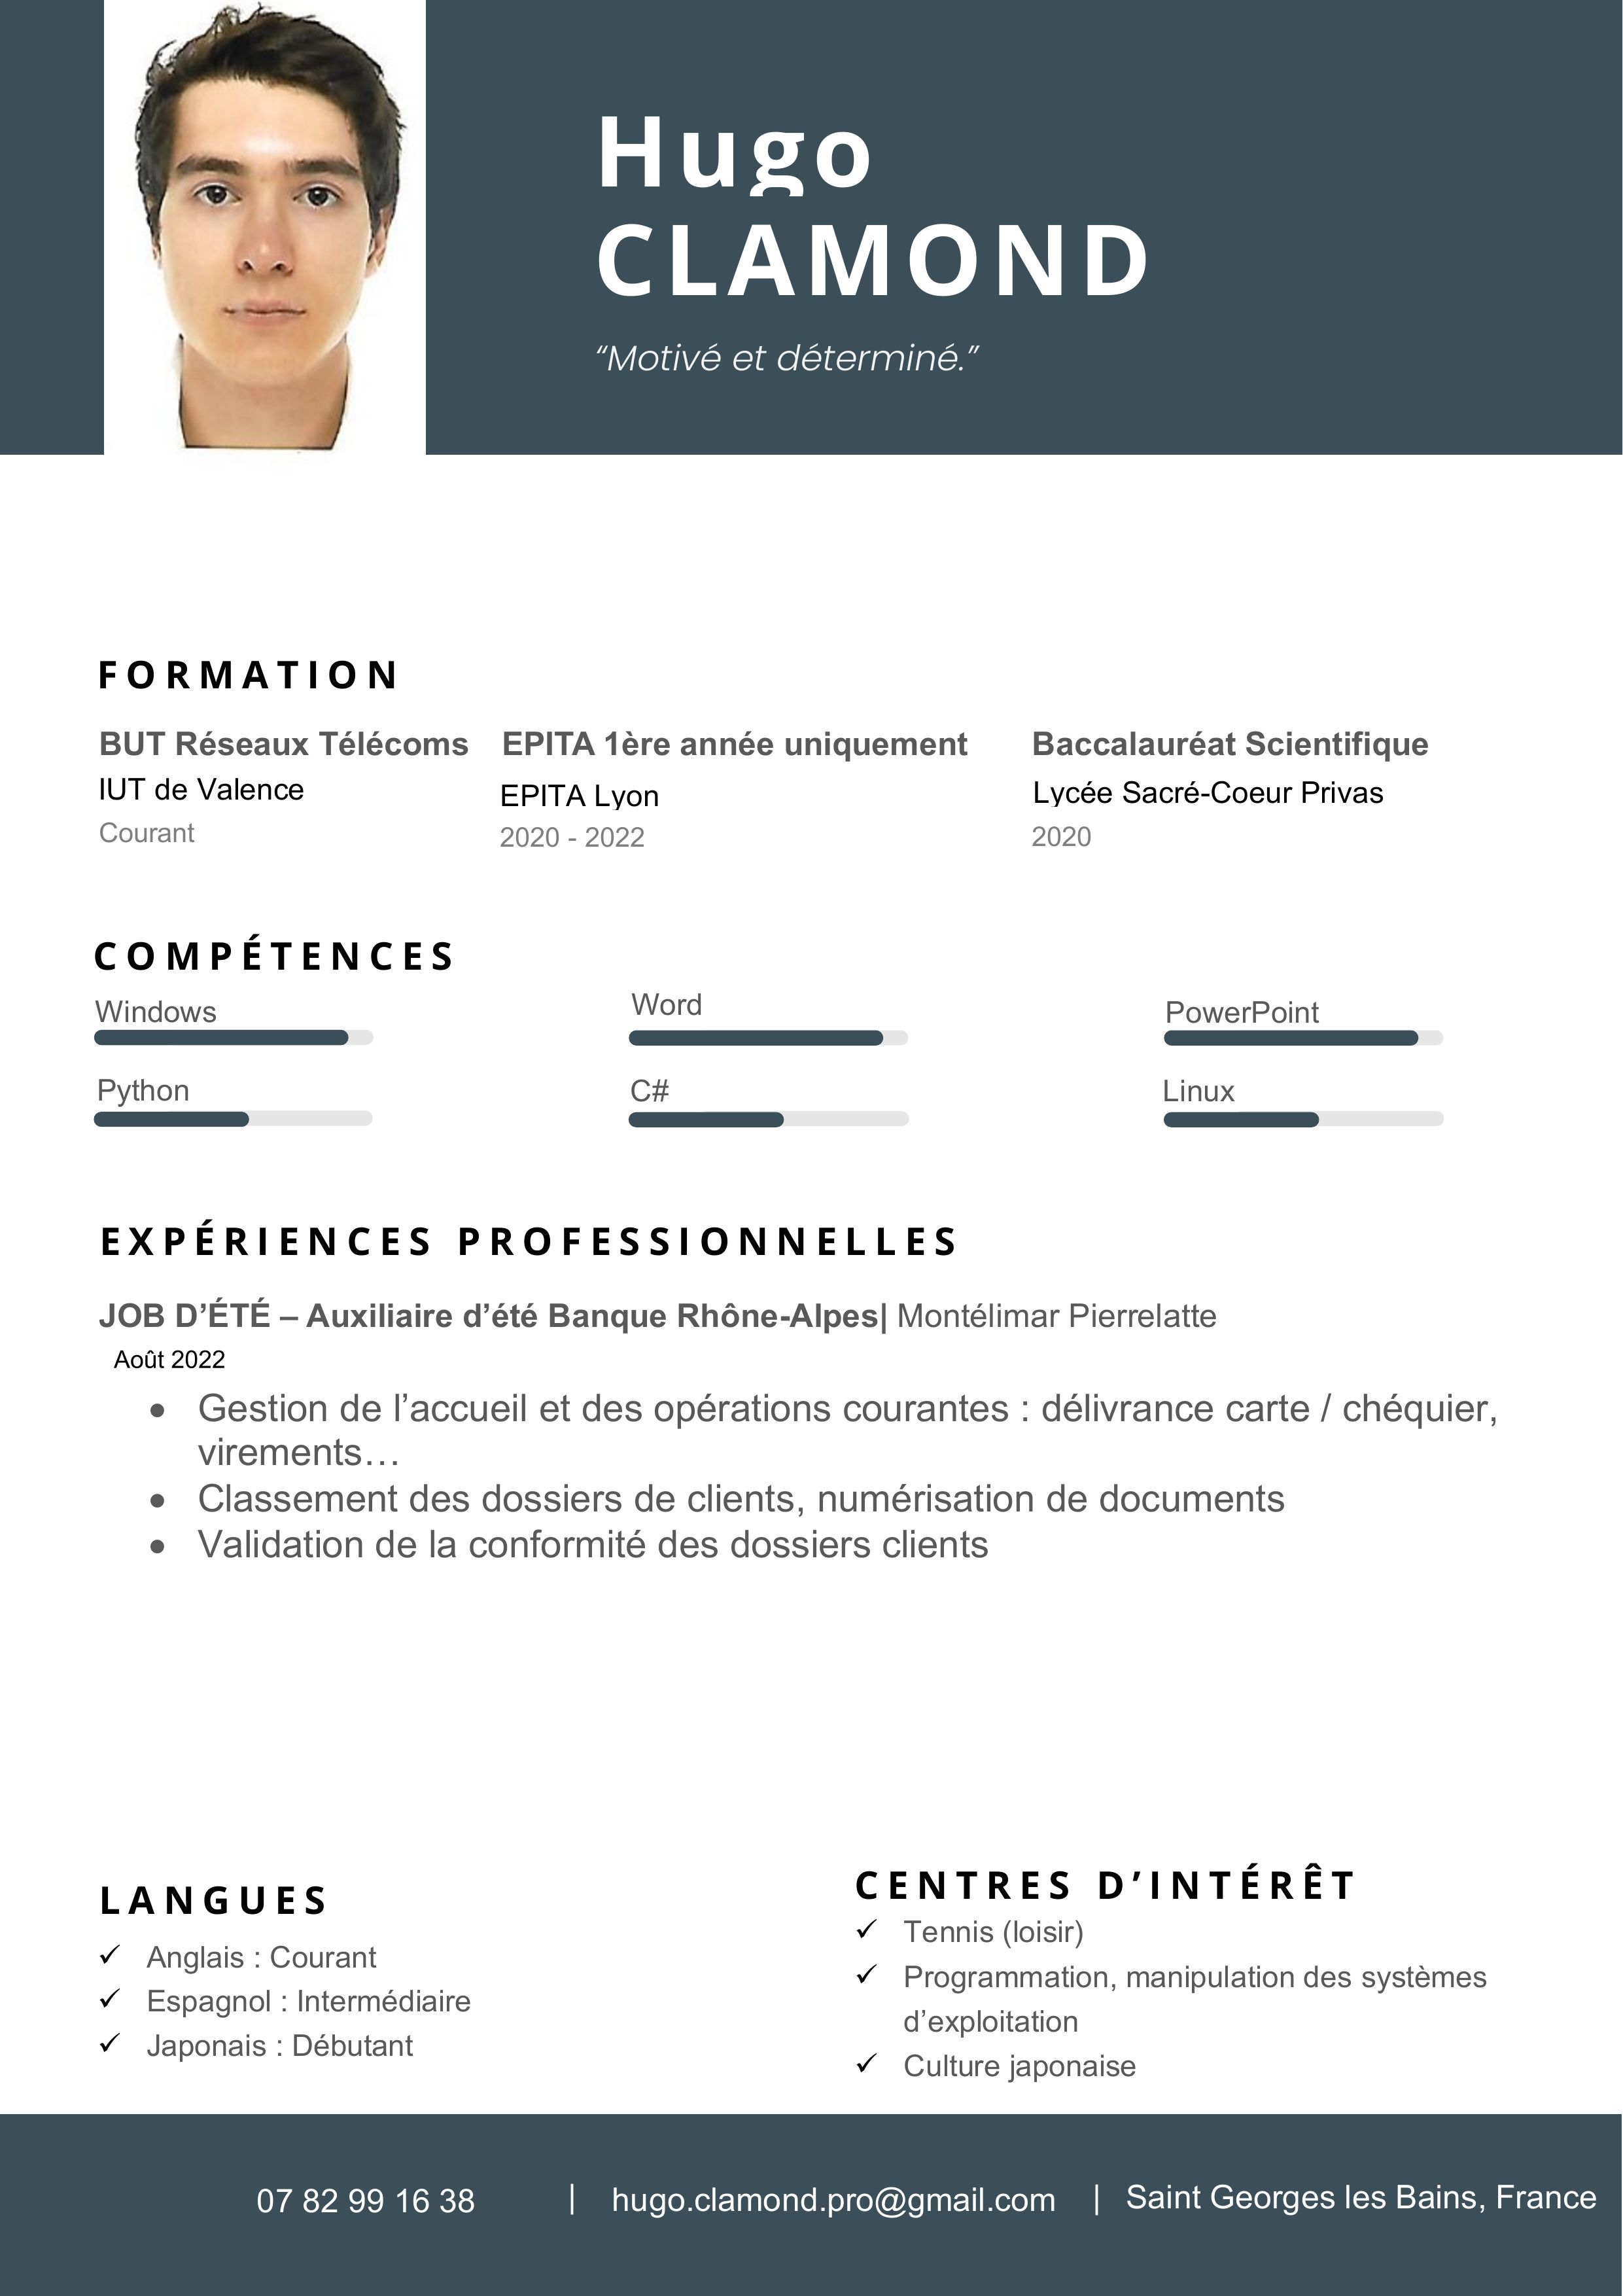 Hugo
CLAMOND
“Motivé et déterminé.”
FORMATION
BUT Réseaux Télécoms
IUT de Valence
Courant
EPITA 1ère année uniquement
EPITA Lyon
2020 - 2022
Baccalauréat Scientifique
Lycée Sacré-Coeur Privas
2020
COMPÉTENCES
Windows
Word
PowerPoint
Python
C#
Linux
EXPÉRIENCES PROFESSIONNELLES
JOB D’ÉTÉ – Auxiliaire d’été Banque Rhône-Alpes| Montélimar Pierrelatte
Août 2022
• Gestion de l’accueil et des opérations courantes : délivrance carte / chéquier,
virements…
• Classement des dossiers de clients, numérisation de documents
• Validation de la conformité des dossiers clients
LANGUES
✓ Anglais : Courant
✓ Espagnol : Intermédiaire
✓ Japonais : Débutant
CENTRES D’INTÉRÊT
✓ Tennis (loisir)
✓ Programmation, manipulation des systèmes
d’exploitation
✓ Culture japonaise
07 82 99 16 38 | hugo.clamond.pro@gmail.com | Saint Georges les Bains, France